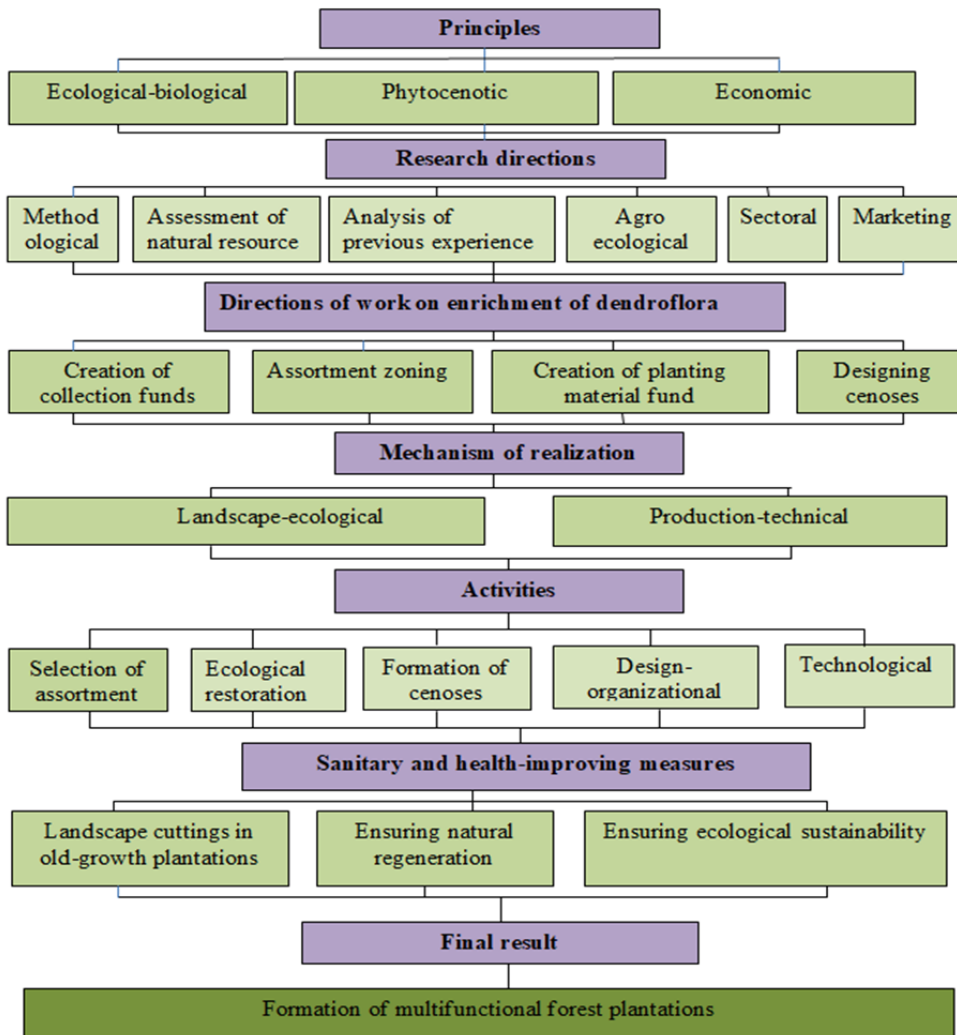 Principles
Ecological-biological
Phytocenotic
Economic
Research directions
Method
ological
Assessment of
natural resource
Analysis of
previous experience
Agro
ecological
Sectoral
Marketing
Directions of work on enrichment of dendroflora
Creation of
collection funds
Assortment zoning
Creation of planting
material fund
Designing
cenoses
Mechanism of realization
Landscape-ecological
Production-technical
Activities
Selection of
assortment
Ecological
restoration
Formation of
cenoses
Design-
organizational
Technological
Sanitary and health-improving measures
Landscape cuttings in
old-growth plantations
Ensuring natural
regeneration
Ensuring ecological sustainability
Final result
Formation of multifunctional forest plantations